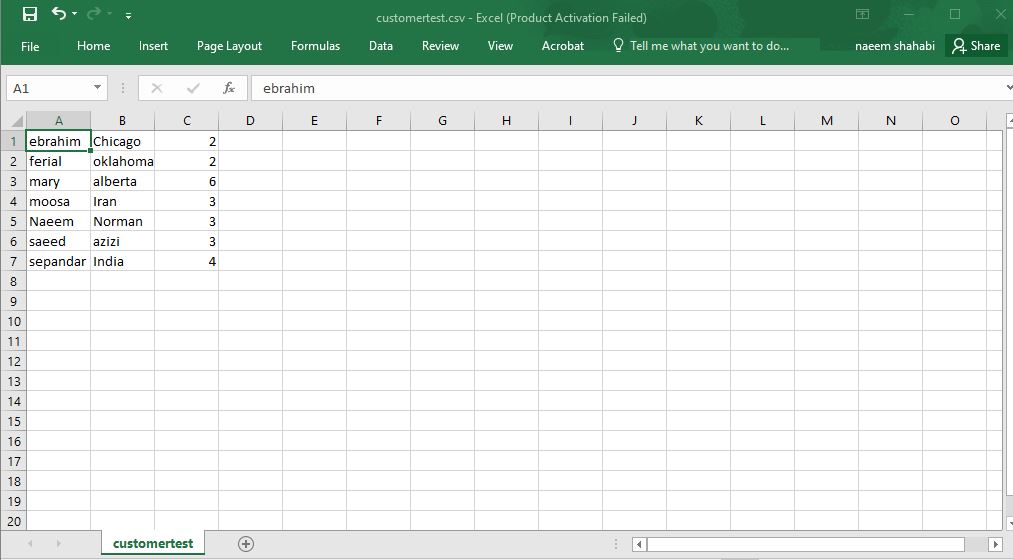 customertest.csv - Excel (Product Activation Failed)
File Home Insert Page Layout Formulas Data Review View Acrobat Tell me what you want to do... naeem shahabi Share
A1 fx ebrahim
A B C D E F G H I J K L M N O
1 ebrahim Chicago 2
2 ferial oklahoma 2
3 mary alberta 6
4 moosa Iran 3
5 Naeem Norman 3
6 saeed azizi 3
7 sepandar India 4
8
9
10
11
12
13
14
15
16
17
18
19
20
customertest